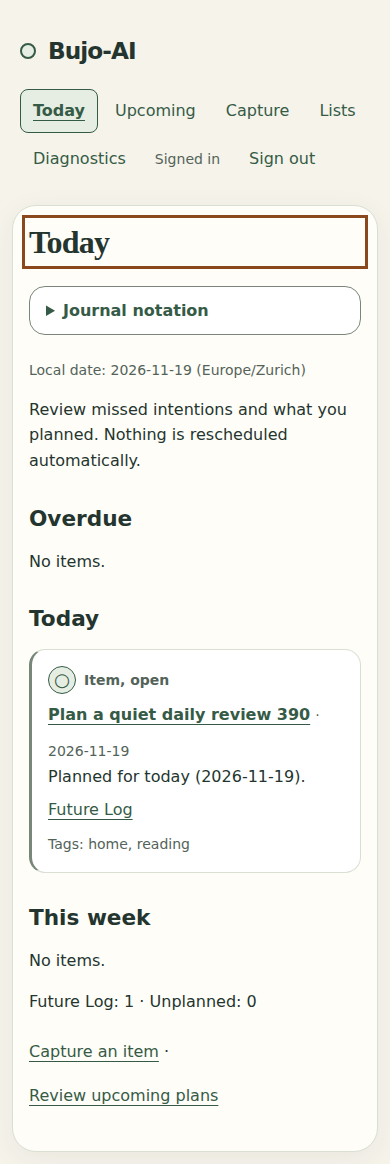 Bujo-AI
Today Upcoming Capture Lists
Diagnostics Signed in Sign out
Today
Journal notation
Local date: 2026-11-19 (Europe/Zurich)
Review missed intentions and what you
planned. Nothing is rescheduled
automatically.
Overdue
No items.
Today
Item, open
Plan a quiet daily review 390 ·
2026-11-19
Planned for today (2026-11-19).
Future Log
Tags: home, reading
This week
No items.
Future Log: 1 · Unplanned: 0
Capture an item ·
Review upcoming plans